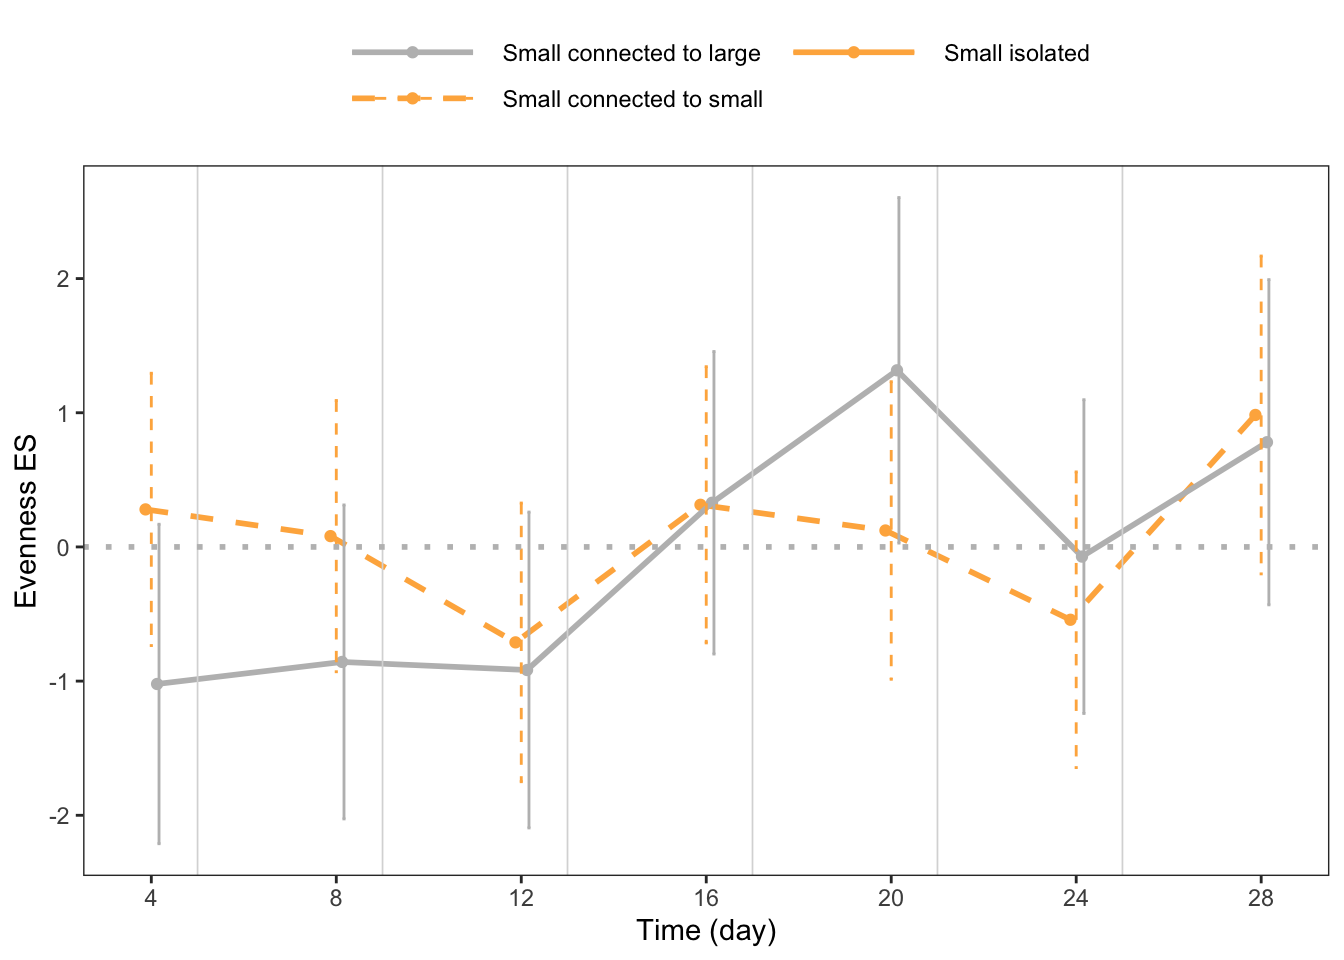 Small connected to large
Small isolated
Small connected to small
Evenness ES
2
1
0
-1
-2
4 8 12 16 20 24 28
Time (day)